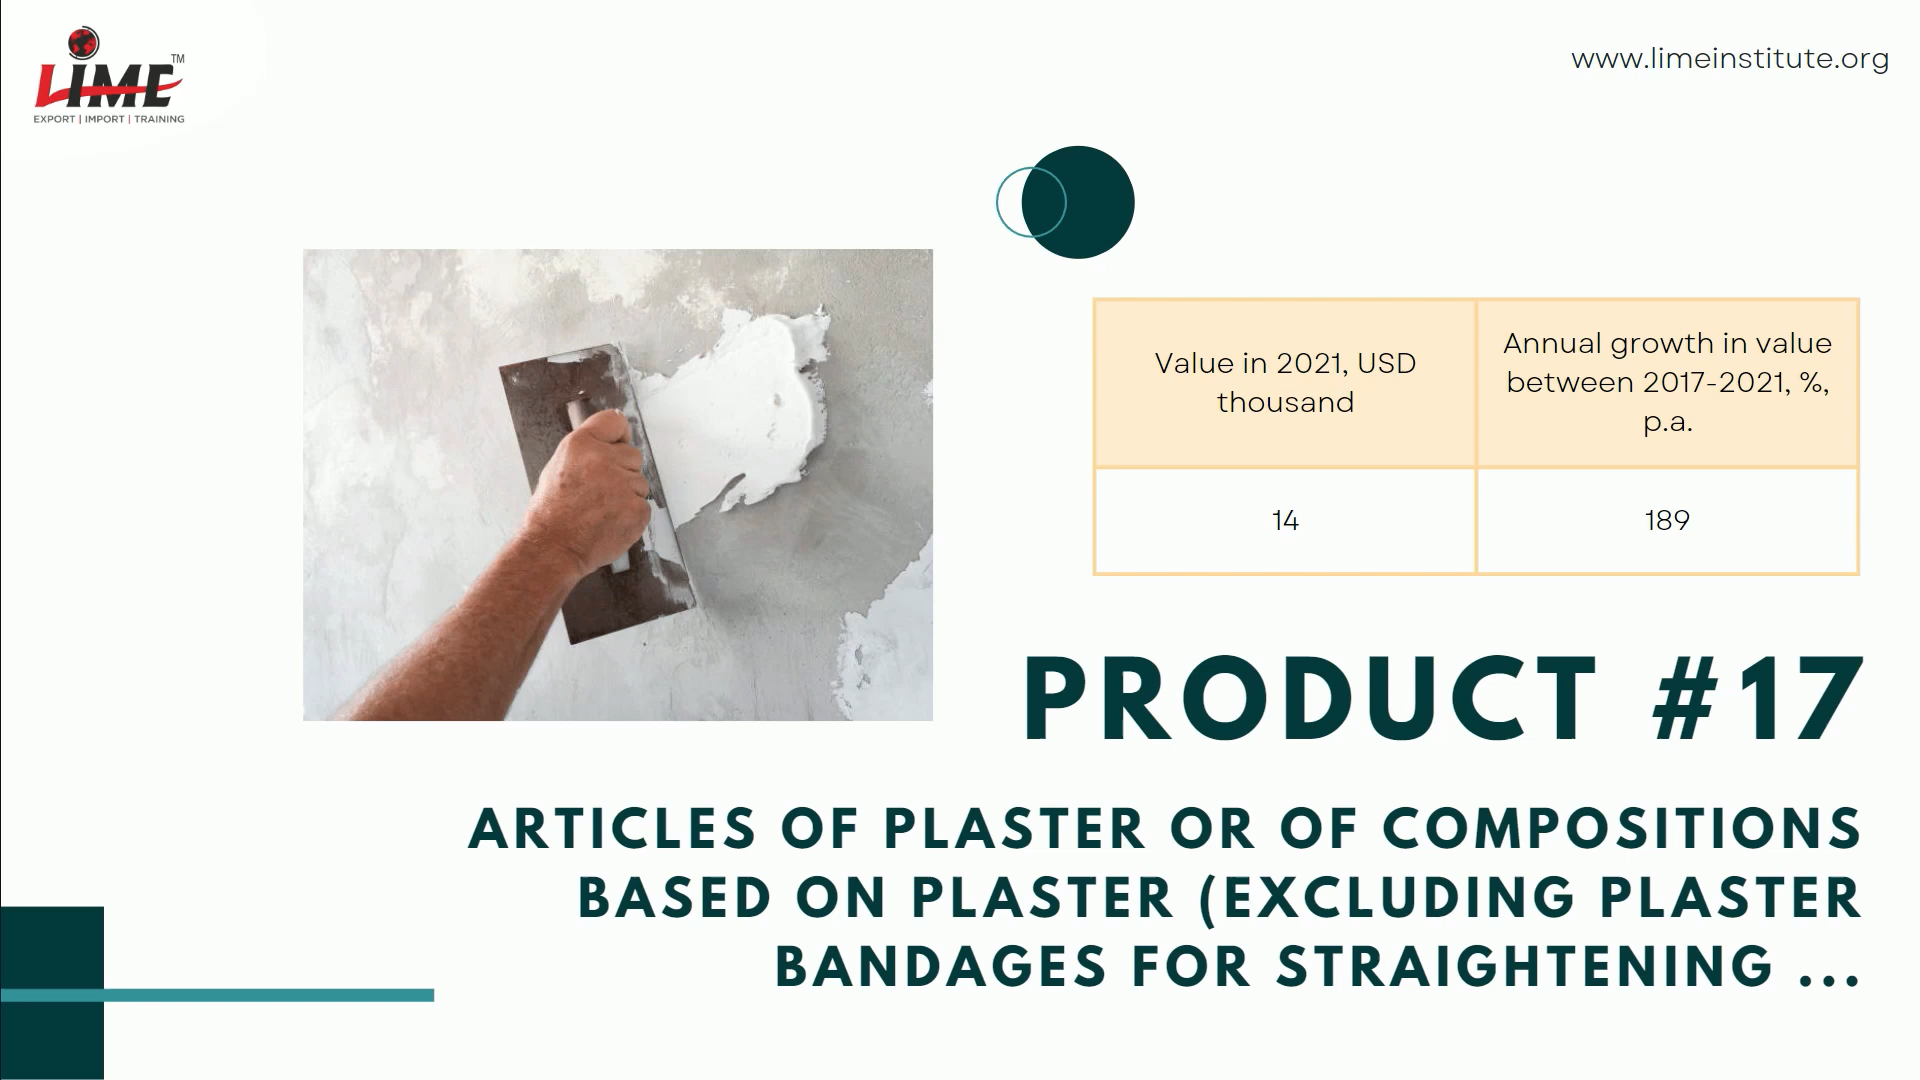 LIME TM
EXPORT | IMPORT | TRAINING
www.limeinstitute.org
Value in 2021, USD
thousand
Annual growth in value
between 2017-2021, %,
p.a.
14
189
PRODUCT #17
ARTICLES OF PLASTER OR OF COMPOSITIONS
BASED ON PLASTER (EXCLUDING PLASTER
BANDAGES FOR STRAIGHTENING ...